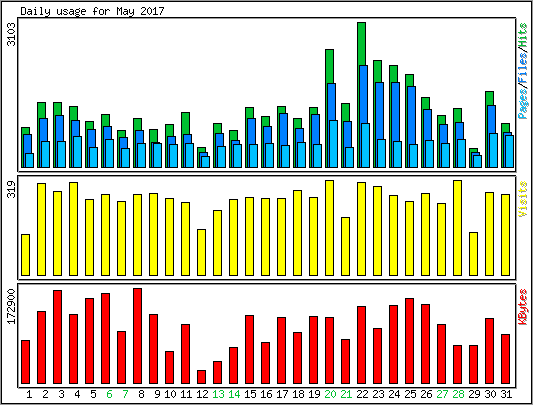 Daily usage for May 2017
3103
Pages/Files/Hits
319
Visits
172900
KBytes
1 2 3 4 5 6 7 8 9 10 11 12 13 14 15 16 17 18 19 20 21 22 23 24 25 26 27 28 29 30 31